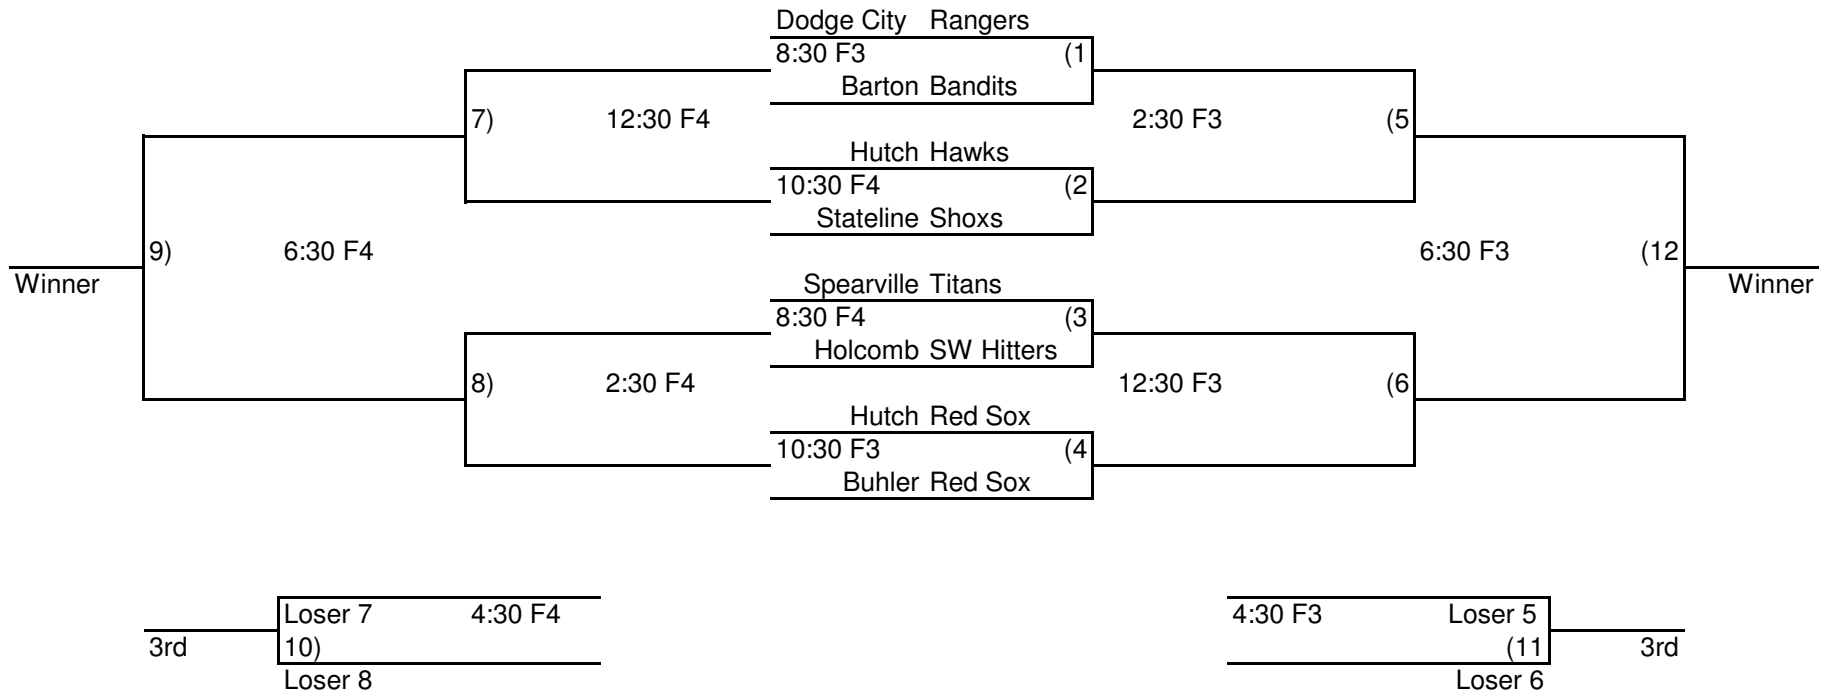 Dodge City Rangers
8:30 F3 (1
Barton Bandits
7) 12:30 F4 2:30 F3 (5
Hutch Hawks
10:30 F4 (2
Stateline Shoxs
9) 6:30 F4 6:30 F3 (12
Winner Spearville Titans Winner
8:30 F4 (3
Holcomb SW Hitters
8) 2:30 F4 12:30 F3 (6
Hutch Red Sox
10:30 F3 (4
Buhler Red Sox
Loser 7 4:30 F4 4:30 F3 Loser 5
3rd 10) (11 3rd
Loser 8 Loser 6